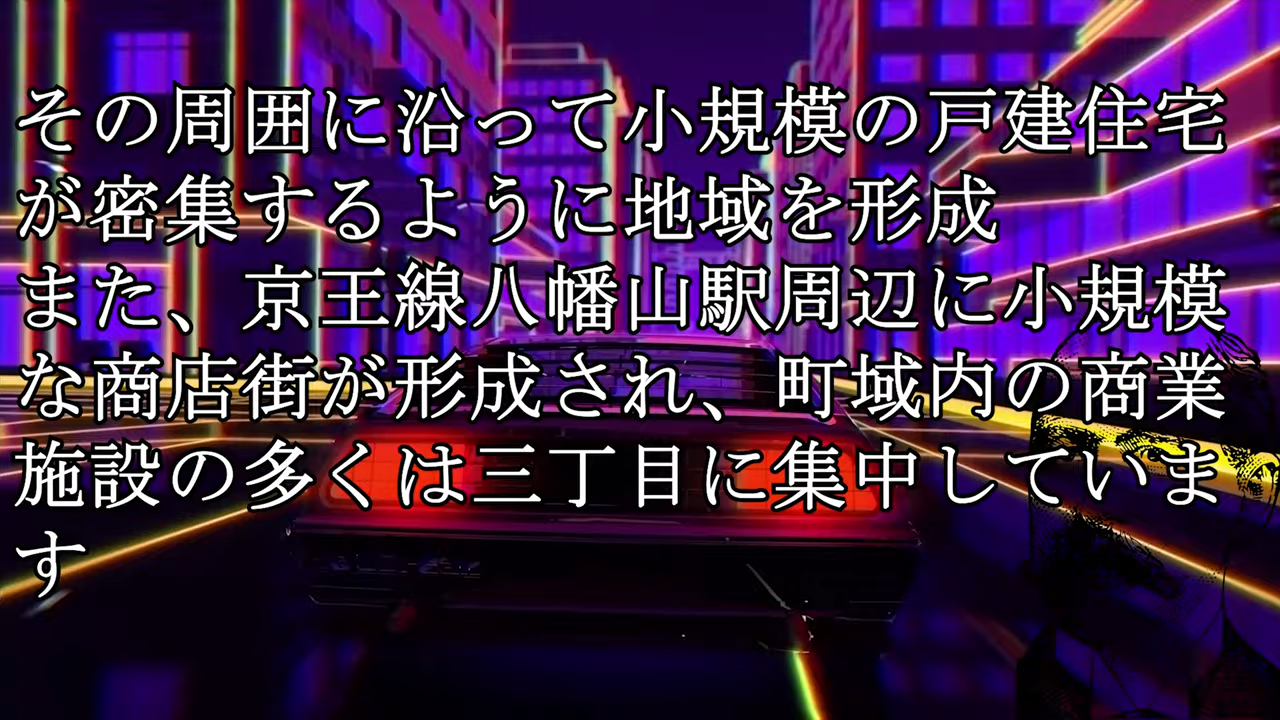 その周囲に沿って小規模の戸建住宅
が密集するように地域を形成
また、京王線八幡山駅周辺に小規模
な商店街が形成され、町域内の商業
施設の多くは三丁目に集中していま
す